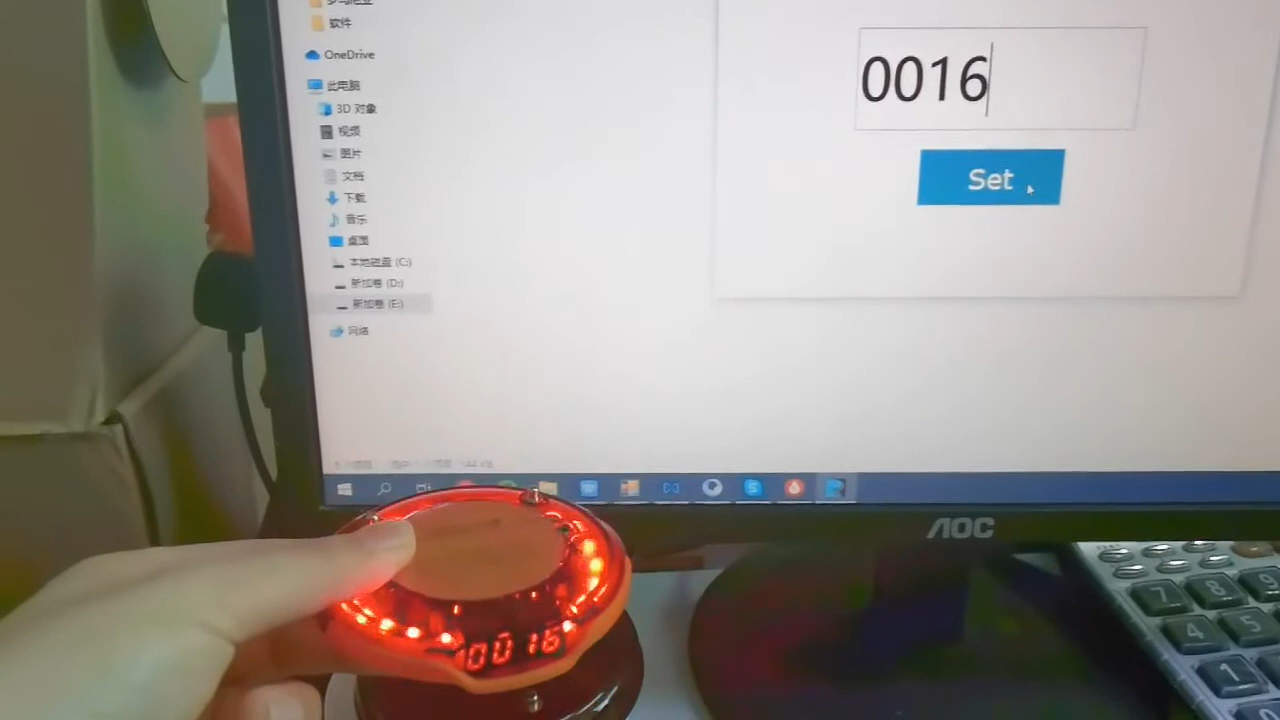 软件
OneDrive
此电脑
3D 对象
视频
图片
文档
下载
音乐
桌面
本地磁盘 (C:)
新加卷 (D:)
新加卷 (E:)
网络
0016
Set
AOC
0016
7
8
9
4
5
1